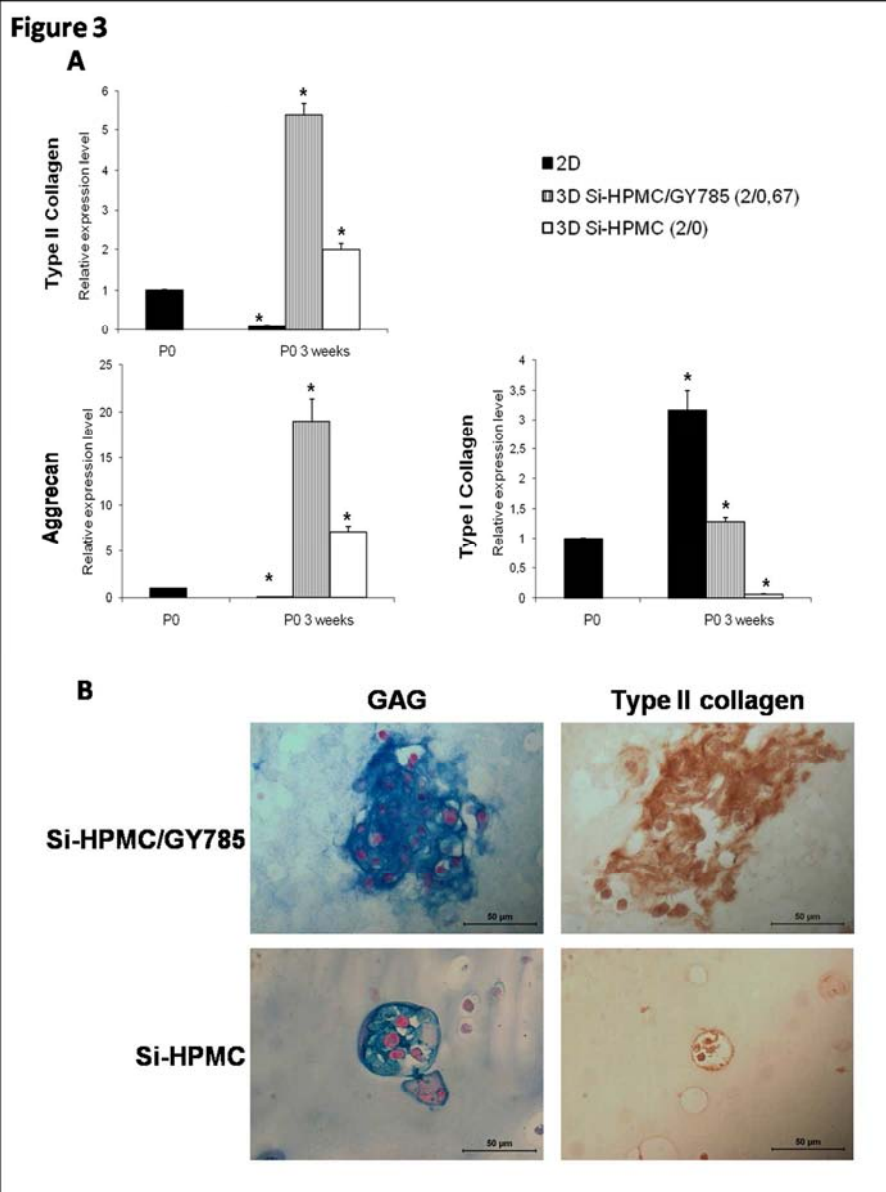 Figure 3
A
Type II Collagen
Relative expression level
6
5
4
3
2
1
0
*
*
*
P0
P0 3 weeks
2D
3D Si-HPMC/GY785 (2/0,67)
3D Si-HPMC (2/0)
Aggrecan
Relative expression level
25
20
15
10
5
0
*
*
*
P0
P0 3 weeks
Type I Collagen
Relative expression level
4
3,5
3
2,5
2
1,5
1
0,5
0
*
*
*
P0
P0 3 weeks
B
GAG
Type II collagen
Si-HPMC/GY785
50 µm
50 µm
Si-HPMC
50 µm
50 µm